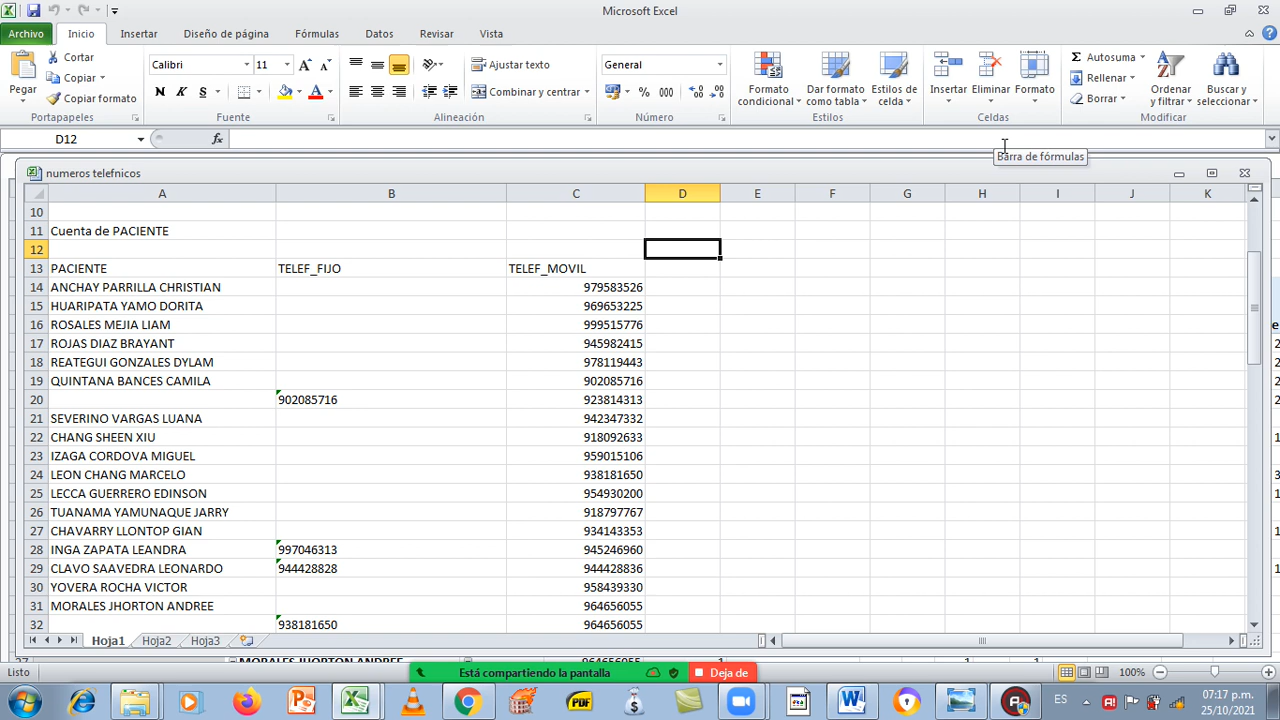 Microsoft Excel
Archivo Inicio Insertar Diseño de página Fórmulas Datos Revisar Vista
Pegar Cortar Copiar Copiar formato
Portapapeles
Calibri 11
N K S
Fuente
Ajustar texto
Combinar y centrar
Alineación
General
% 000
Número
Formato condicional Dar formato como tabla Estilos de celda
Estilos
Insertar Eliminar Formato
Celdas
Autosuma
Rellenar
Borrar
Ordenar y filtrar Buscar y seleccionar
Modificar
D12 fx
Barra de fórmulas
numeros telefnicos
A B C D E F G H I J K
10
11 Cuenta de PACIENTE
12
13 PACIENTE TELEF_FIJO TELEF_MOVIL
14 ANCHAY PARRILLA CHRISTIAN 979583526
15 HUARIPATA YAMO DORITA 969653225
16 ROSALES MEJIA LIAM 999515776
17 ROJAS DIAZ BRAYANT 945982415
18 REATEGUI GONZALES DYLAM 978119443
19 QUINTANA BANCES CAMILA 902085716
20 902085716 923814313
21 SEVERINO VARGAS LUANA 942347332
22 CHANG SHEEN XIU 918092633
23 IZAGA CORDOVA MIGUEL 959015106
24 LEON CHANG MARCELO 938181650
25 LECCA GUERRERO EDINSON 954930200
26 TUANAMA YAMUNAQUE JARRY 918797767
27 CHAVARRY LLONTOP GIAN 934143353
28 INGA ZAPATA LEANDRA 997046313 945246960
29 CLAVO SAAVEDRA LEONARDO 944428828 944428836
30 YOVERA ROCHA VICTOR 958439330
31 MORALES JHORTON ANDREE 964656055
32 938181650 964656055
Hoja1 Hoja2 Hoja3
Listo
Está compartiendo la pantalla Deja de
100%
ES 07:17 p.m.
25/10/2021